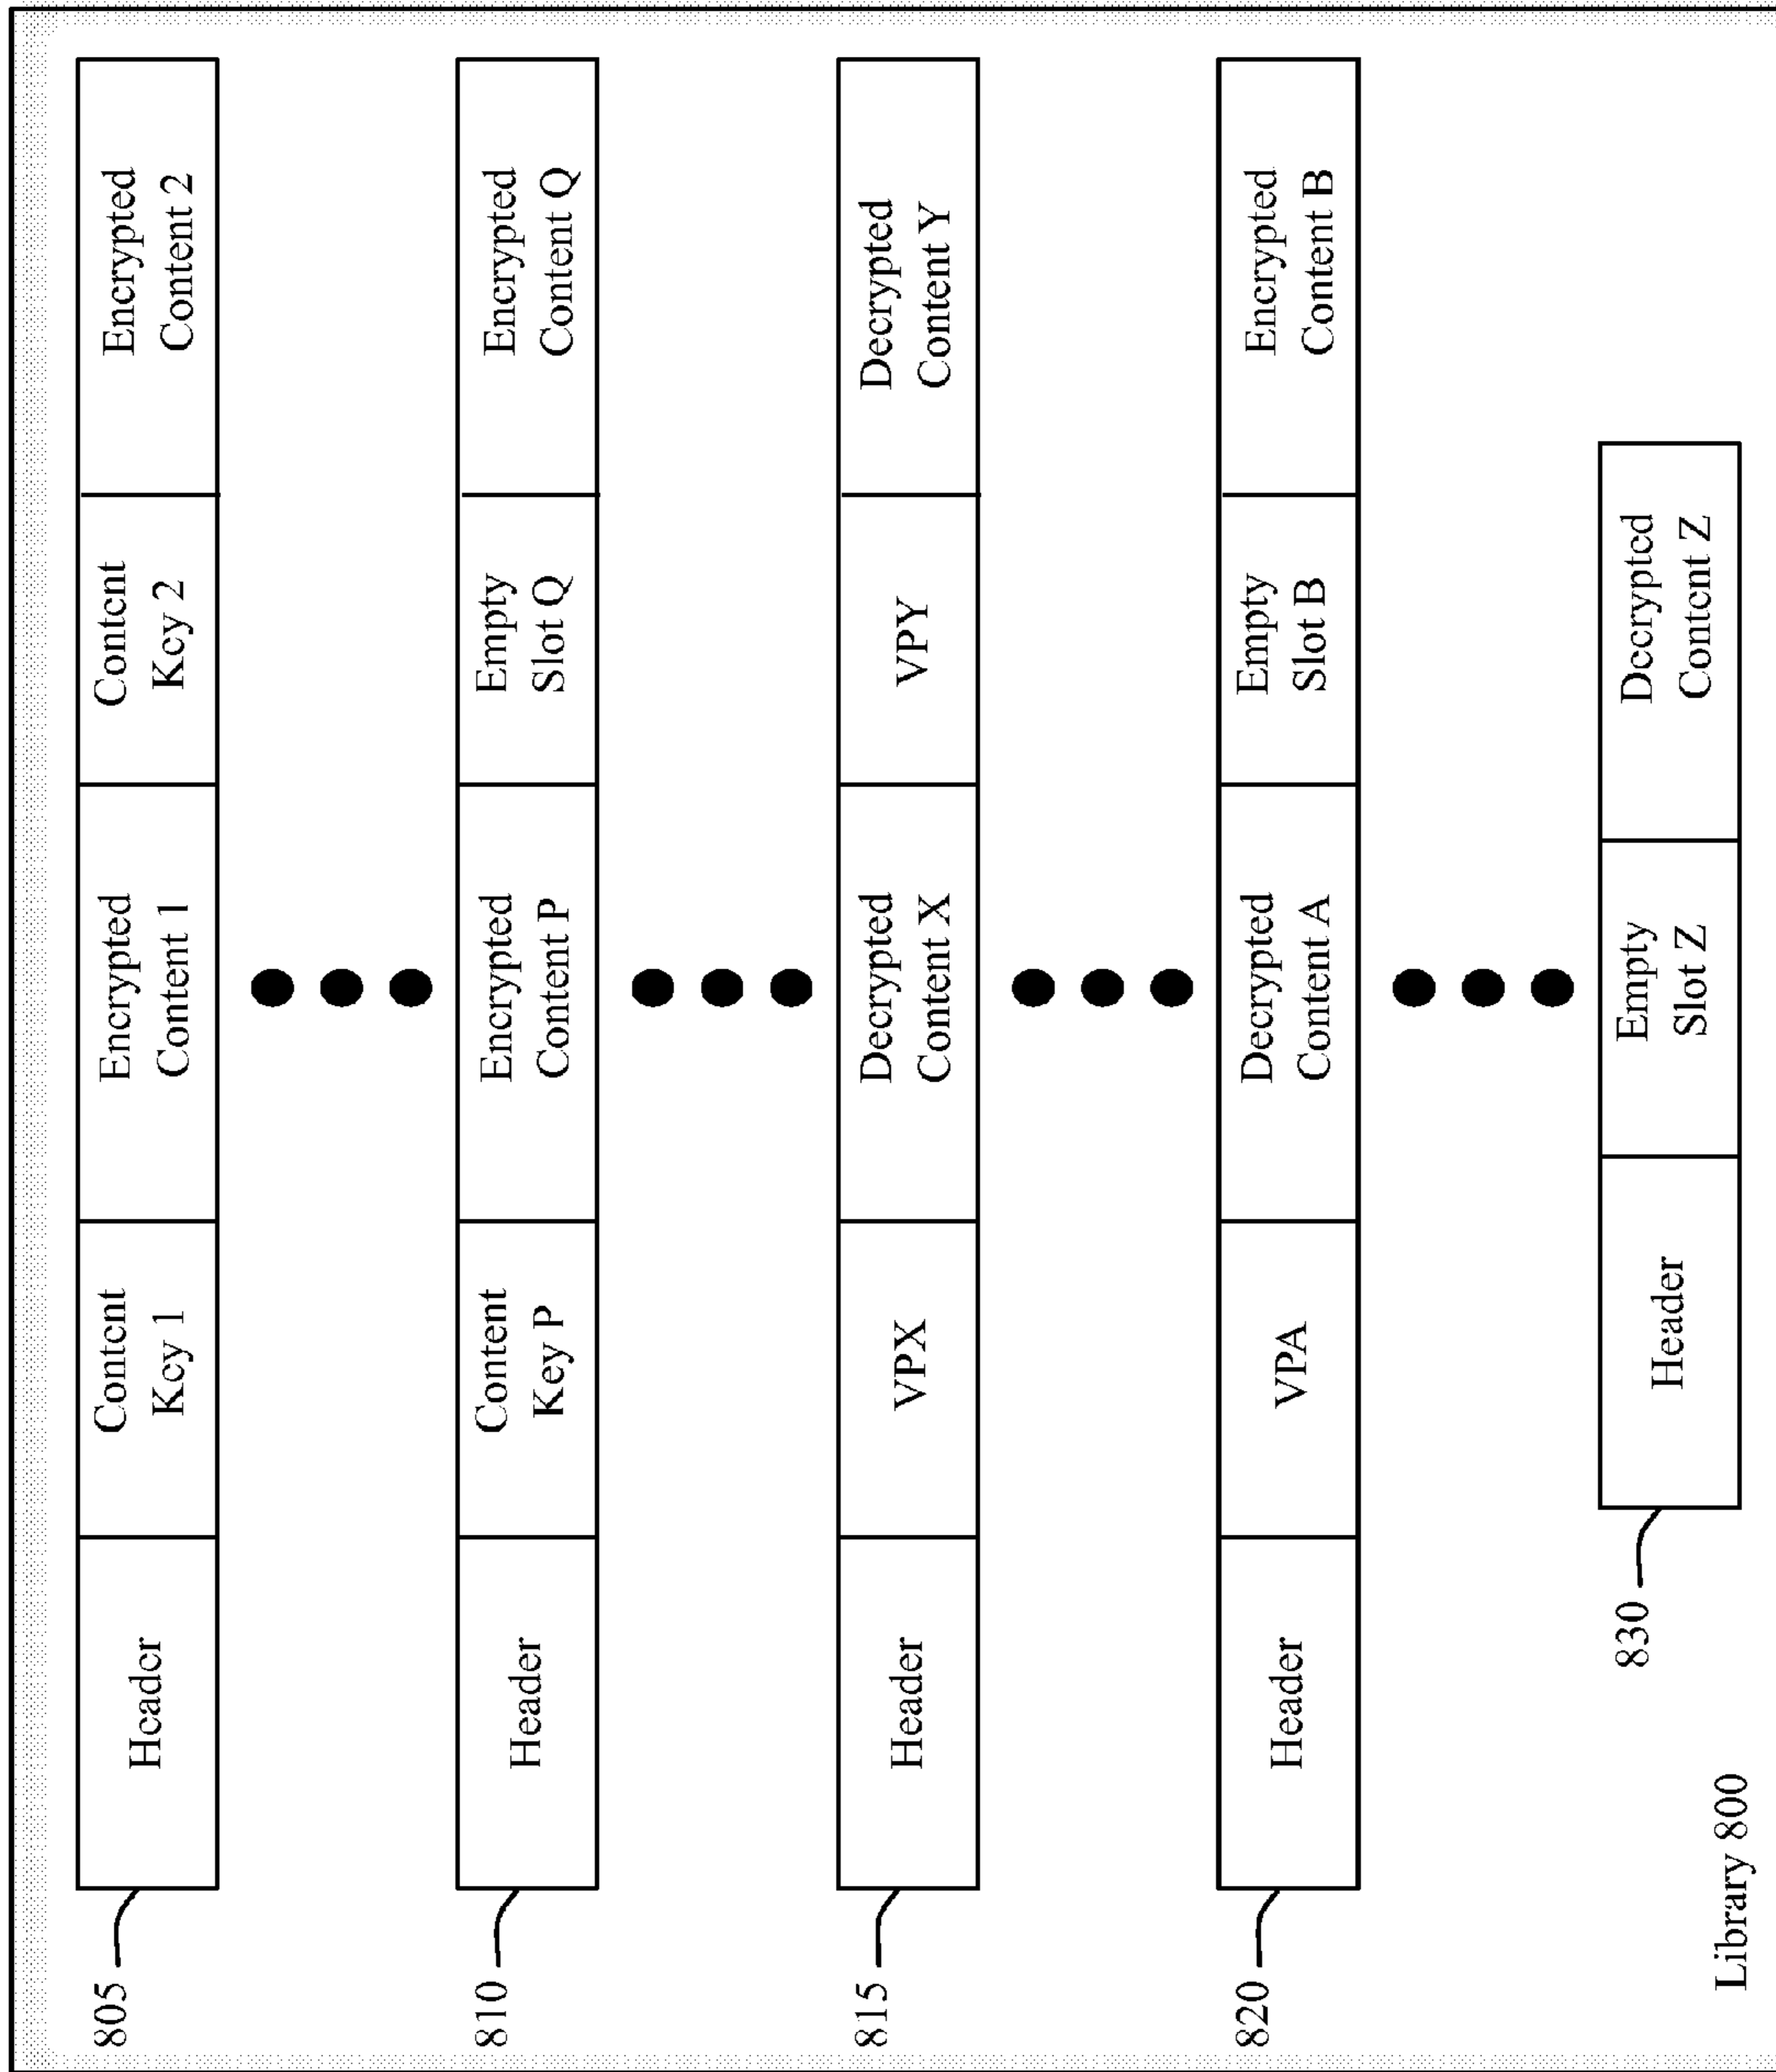 805
Header
Content
Key 1
Encrypted
Content 1
Content
Key 2
Encrypted
Content 2
810
Header
Content
Key P
Encrypted
Content P
Empty
Slot Q
Encrypted
Content Q
815
Header
VPX
Decrypted
Content X
VPY
Decrypted
Content Y
820
Header
VPA
Decrypted
Content A
Empty
Slot B
Encrypted
Content B
830
Header
Empty
Slot Z
Decrypted
Content Z
Library 800